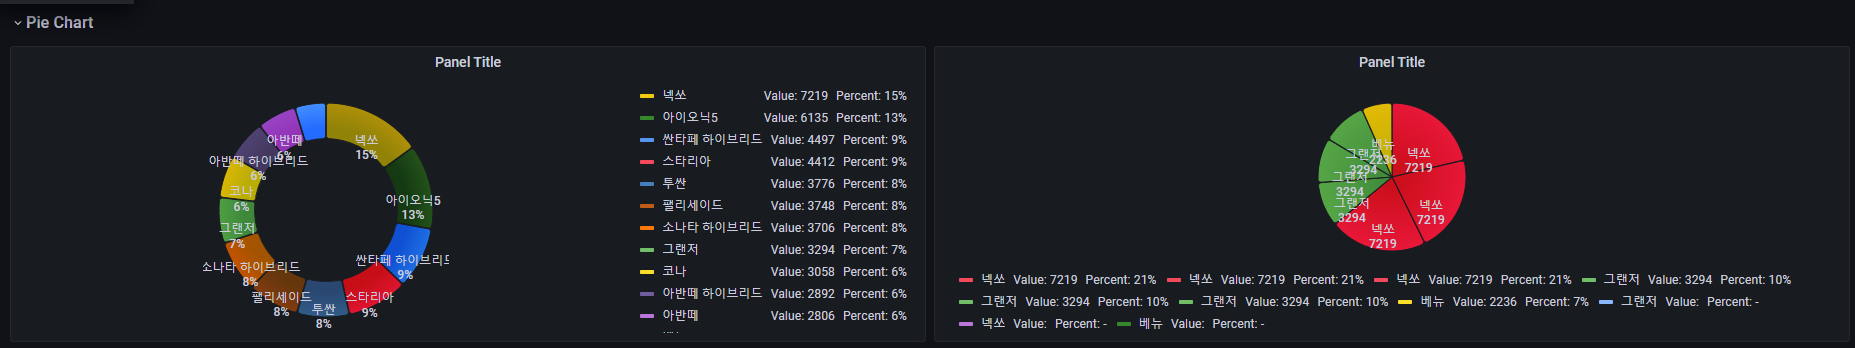 Pie Chart
Panel Title
넥쏘
15%
아이오닉5
13%
싼타페 하이브리드
9%
스타리아
9%
투싼
8%
팰리세이드
8%
소나타 하이브리드
8%
그랜저
7%
코나
6%
아반떼 하이브리드
6%
아반떼
6%
넥쏘 Value: 7219 Percent: 15%
아이오닉5 Value: 6135 Percent: 13%
싼타페 하이브리드 Value: 4497 Percent: 9%
스타리아 Value: 4412 Percent: 9%
투싼 Value: 3776 Percent: 8%
팰리세이드 Value: 3748 Percent: 8%
소나타 하이브리드 Value: 3706 Percent: 8%
그랜저 Value: 3294 Percent: 7%
코나 Value: 3058 Percent: 6%
아반떼 하이브리드 Value: 2892 Percent: 6%
아반떼 Value: 2806 Percent: 6%
Panel Title
넥쏘
7219
넥쏘
7219
넥쏘
7219
그랜저
3294
그랜저
3294
그랜저
3294
베뉴
2236
넥쏘 Value: 7219 Percent: 21% 넥쏘 Value: 7219 Percent: 21% 넥쏘 Value: 7219 Percent: 21% 그랜저 Value: 3294 Percent: 10%
그랜저 Value: 3294 Percent: 10% 그랜저 Value: 3294 Percent: 10% 베뉴 Value: 2236 Percent: 7% 그랜저 Value: Percent: -
넥쏘 Value: Percent: - 베뉴 Value: Percent: -